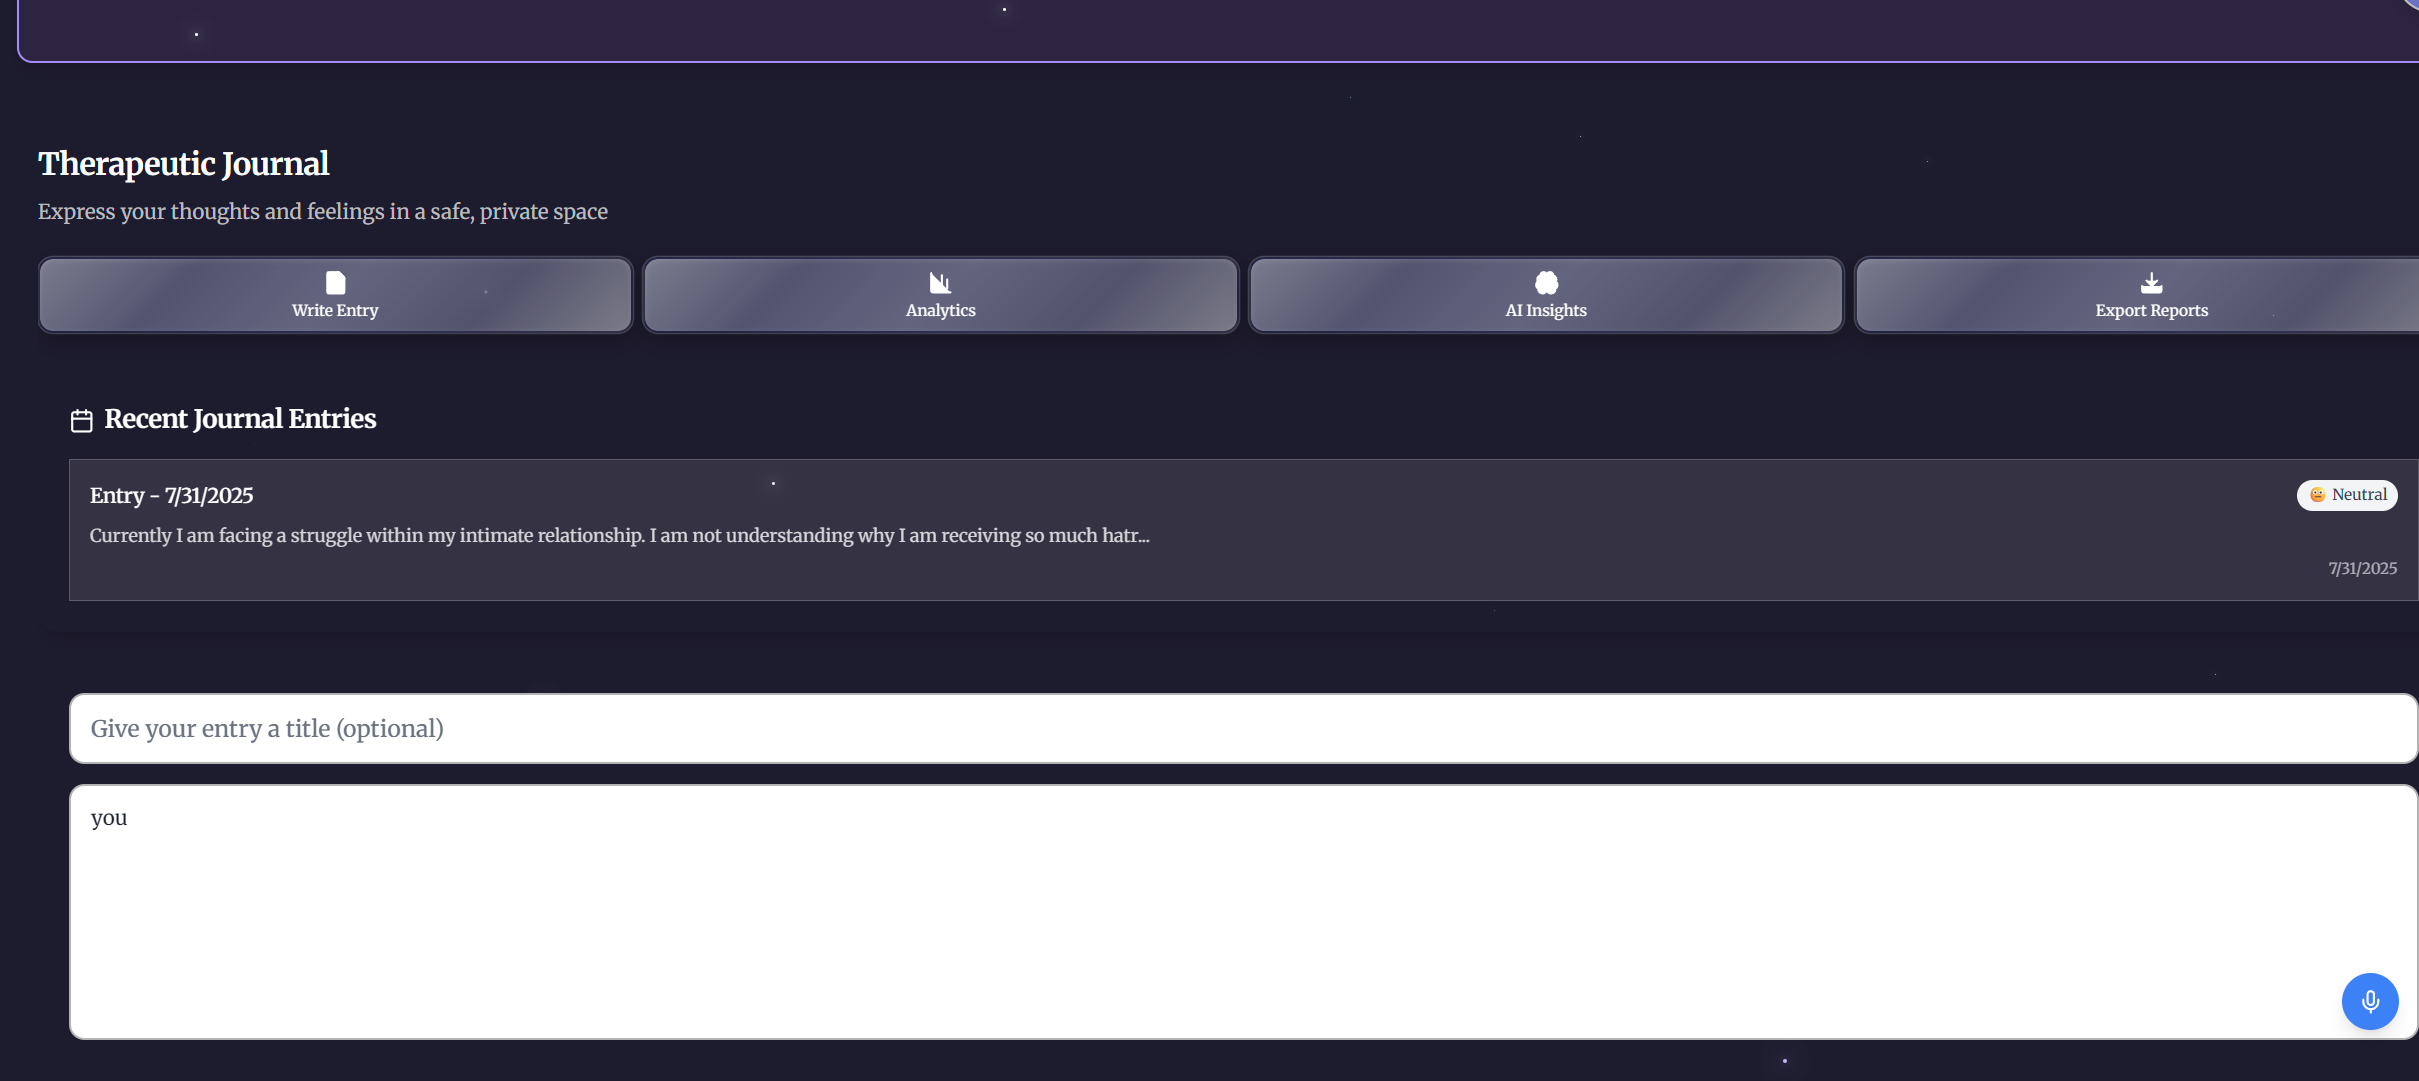 Therapeutic Journal
Express your thoughts and feelings in a safe, private space
Write Entry
Analytics
AI Insights
Export Reports
Recent Journal Entries
Entry - 7/31/2025
Neutral
Currently I am facing a struggle within my intimate relationship. I am not understanding why I am receiving so much hatr...
7/31/2025
Give your entry a title (optional)
you